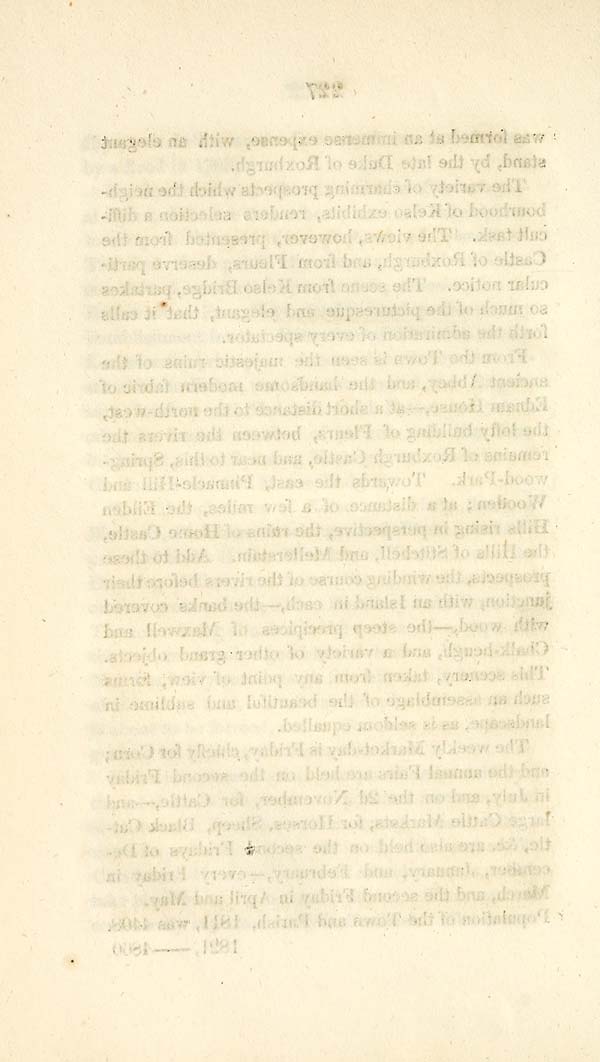 227
was formed at an immense expense, with an elegant
stand, by the late Duke of Roxburgh.
The variety of charming prospects which the neigh-
bourhood of Kelso exhibits, renders selection a diffi-
cult task. The views, however, presented from the
Castle of Roxburgh, and from Fleurs, deserve parti-
cular notice. The scene from Kelso Bridge, partakes
so much of the picturesque and elegant, that it calls
forth the admiration of every spectator.
From the Town is seen the majestic ruins of the
ancient Abbey, and the handsome modern fabric of
Ednam House,—at a short distance to the north-west,
the lofty building of Fleurs, between the rivers the
remains of Roxburgh Castle, and near to this, Spring-
wood-Park. Towards the east, Pinnacle-Hill and
Wooden; at a distance of a few miles, the Eildon
Hills rising in perspective, the ruins of Home Castle,
the Hills of Stitchell, and Mellerstain. Add to these
prospects, the winding course of the rivers before their
junction, with an Island in each,—the banks covered
with wood,—the steep precipices of Maxwell and
Chalk-heugh, and a variety of other grand objects.
This scenery, taken from any point of view, forms
such an assemblage of the beautiful and sublime in
landscape, as is seldom equalled.
The weekly Market-day is Friday, chiefly for Corn;
and the annual Fairs are held on the second Friday
in July, and on the 2d November, for Cattle,—and
large Cattle Markets, for Horses, Sheep, Black Cat-
tle, &c. are also held on the second Fridays of De-
cember, January, and February,—every Friday in
March, and the second Friday in April and May.
Population of the Town and Parish, 1811, was 4408.
1821, —— 4860